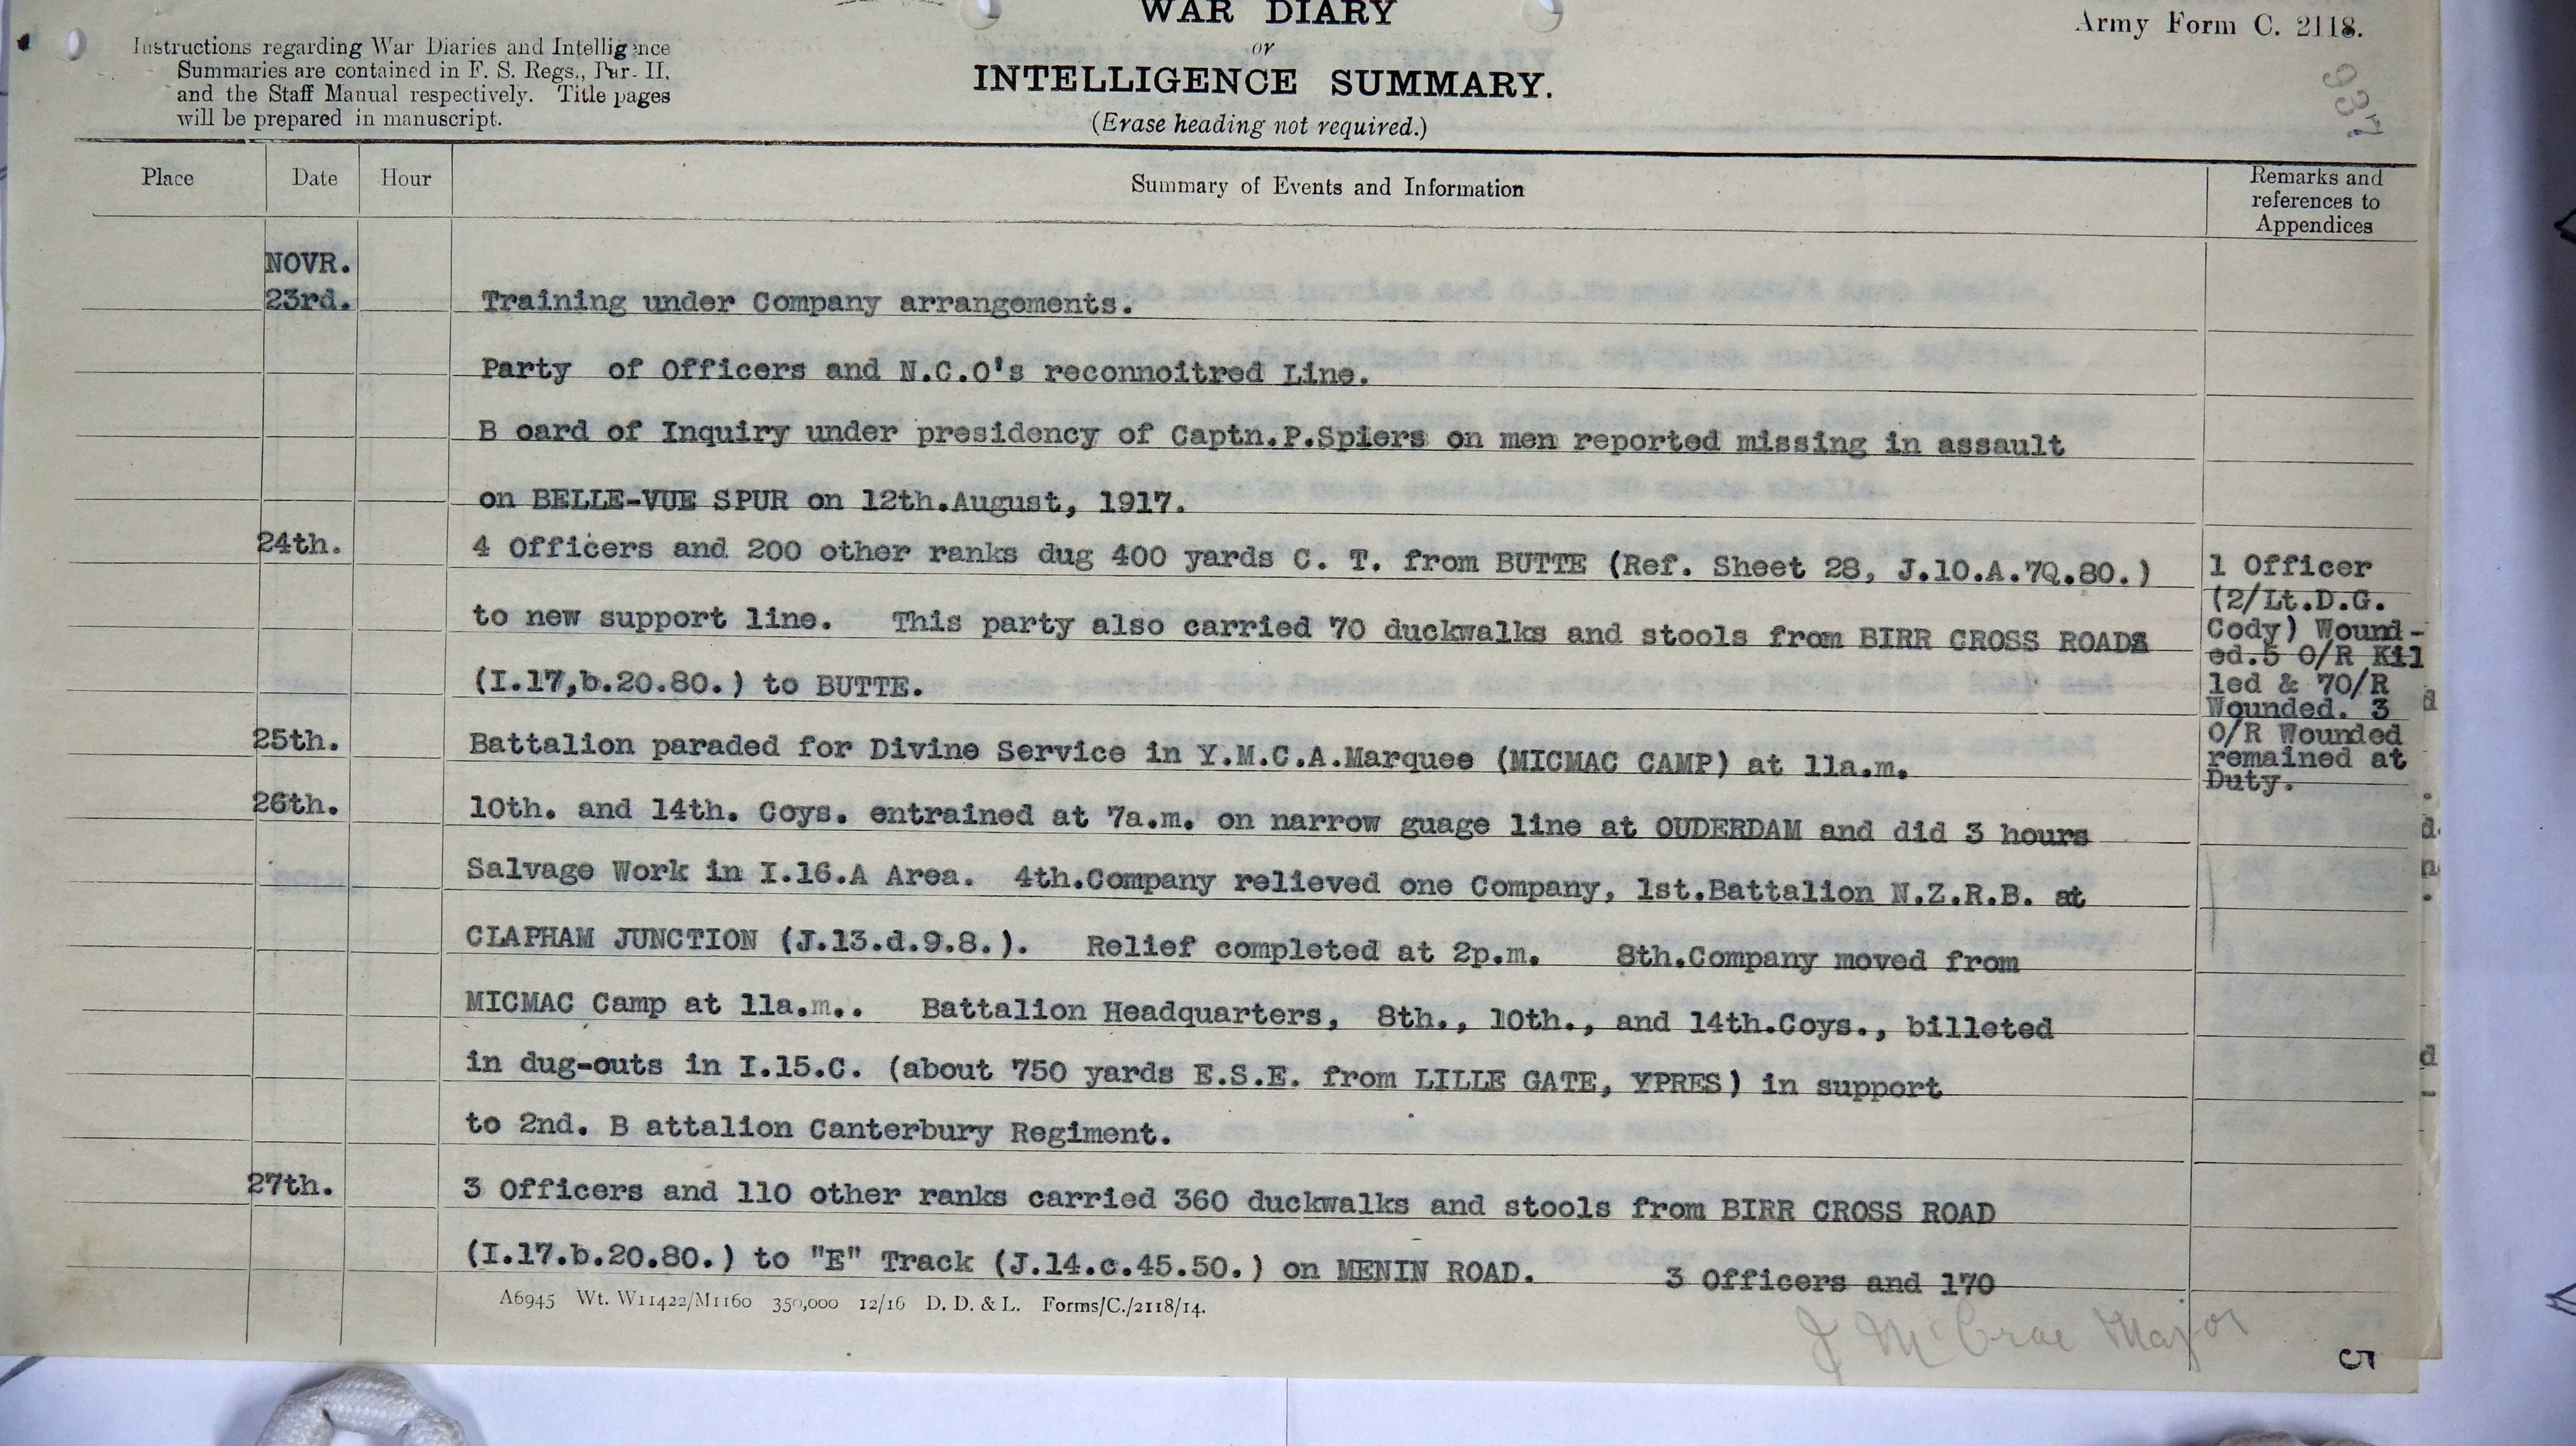 WAR DIARY
or
INTELLIGENCE SUMMARY.
(Erase heading not required.)
Army Form C. 2118.
937
Instructions regarding War Diaries and Intelligence
Summaries are contained in F. S. Regs., Par. II,
and the Staff Manual respectively. Title pages
will be prepared in manuscript.
Place Date Hour Summary of Events and Information Remarks and
references to
Appendices
NOVR.
23rd. Training under Company arrangements.
Party of Officers and N.C.O's reconnoitred Line.
B oard of Inquiry under presidency of Captn.P.Spiers on men reported missing in assault
on BELLE-VUE SPUR on 12th.August, 1917.
24th. 4 Officers and 200 other ranks dug 400 yards C. T. from BUTTE (Ref. Sheet 28, J.10.A.7Q.80.)
to new support line. This party also carried 70 duckwalks and stools from BIRR CROSS ROADS
(I.17,b.20.80.) to BUTTE.
1 Officer
(2/Lt.D.G.
Cody) Wound-
ed.5 O/R Kil
led & 70/R
Wounded. 3
O/R Wounded
remained at
Duty.
25th. Battalion paraded for Divine Service in Y.M.C.A.Marquee (MICMAC CAMP) at 11a.m.
26th. 10th. and 14th. Coys. entrained at 7a.m. on narrow guage line at OUDERDAM and did 3 hours
Salvage Work in I.16.A Area. 4th.Company relieved one Company, 1st.Battalion N.Z.R.B. at
CLAPHAM JUNCTION (J.13.d.9.8.). Relief completed at 2p.m. 8th.Company moved from
MICMAC Camp at 11a.m.. Battalion Headquarters, 8th., 10th., and 14th.Coys., billeted
in dug-outs in I.15.C. (about 750 yards E.S.E. from LILLE GATE, YPRES) in support
to 2nd. B attalion Canterbury Regiment.
27th. 3 Officers and 110 other ranks carried 360 duckwalks and stools from BIRR CROSS ROAD
(I.17.b.20.80.) to "E" Track (J.14.c.45.50.) on MENIN ROAD. 3 Officers and 170
A6945 Wt. W11422/M1160 350,000 12/16 D. D. & L. Forms/C./2118/14.
J McCrae Major
5